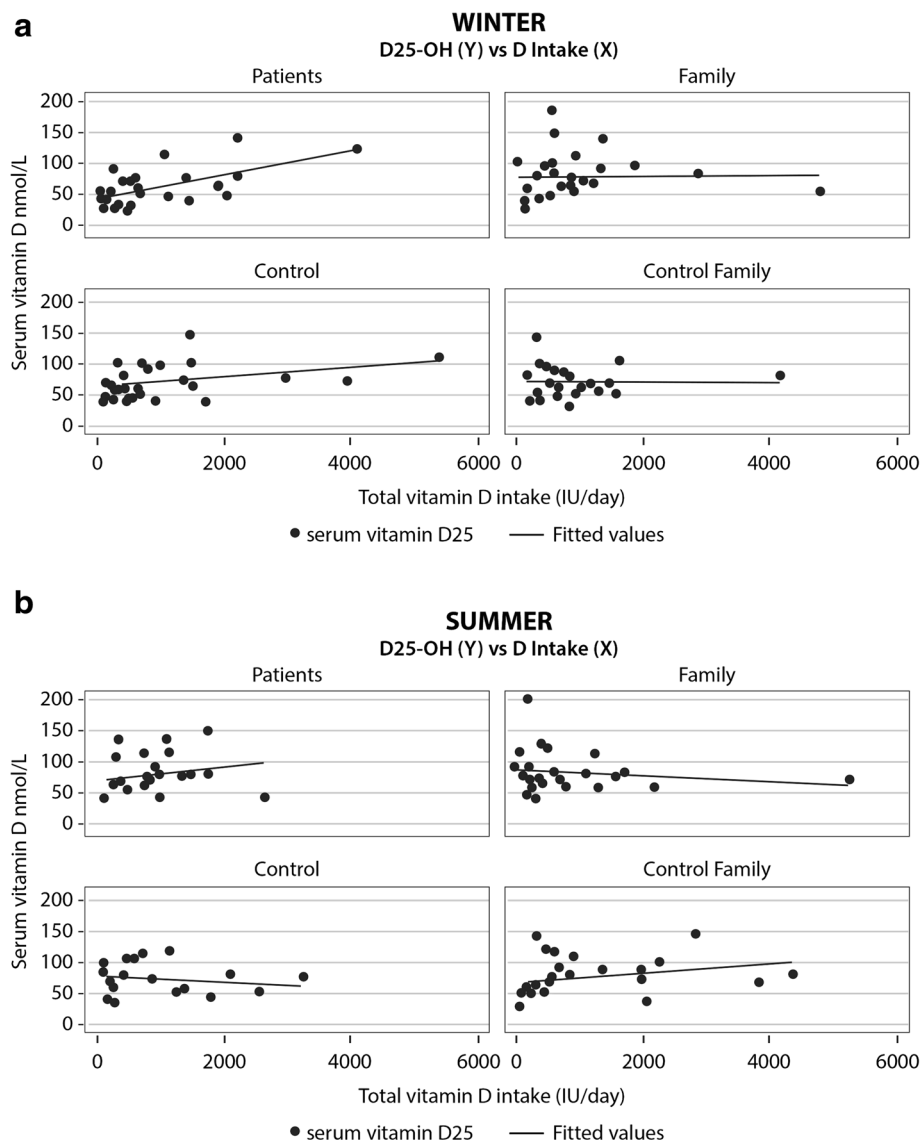 a
WINTER
D25-OH (Y) vs D Intake (X)
Patients
Family
200
150
100
50
0
Control
Control Family
200
150
100
50
0
Serum vitamin D nmol/L
0 2000 4000 6000
0 2000 4000 6000
Total vitamin D intake (IU/day)
serum vitamin D25 Fitted values
b
SUMMER
D25-OH (Y) vs D Intake (X)
Patients
Family
200
150
100
50
0
Control
Control Family
200
150
100
50
0
Serum vitamin D nmol/L
0 2000 4000 6000
0 2000 4000 6000
Total vitamin D intake (IU/day)
serum vitamin D25 Fitted values